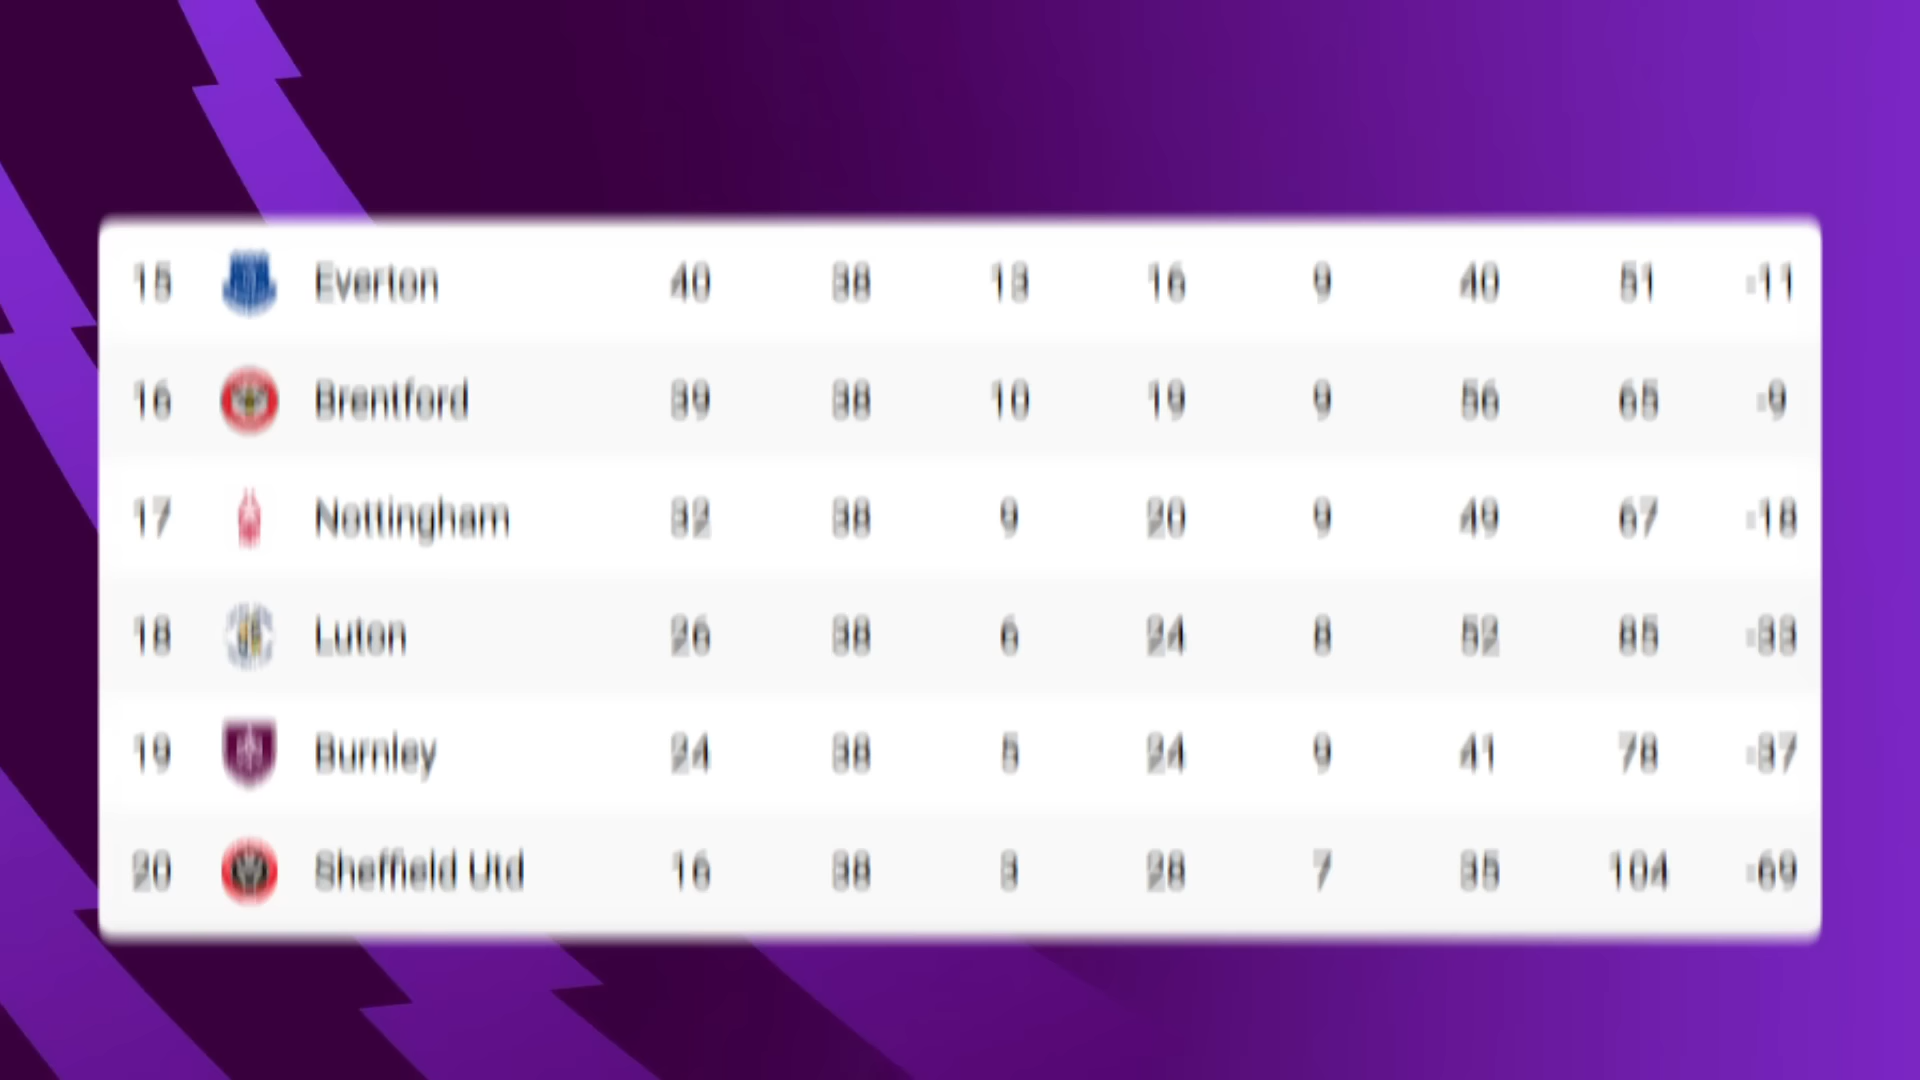 15 Everton 40 38 13 16 9 40 51 -11
16 Brentford 39 38 10 19 9 56 65 -9
17 Nottingham 32 38 9 20 9 49 67 -18
18 Luton 26 38 6 24 8 52 85 -33
19 Burnley 24 38 5 24 9 41 78 -37
20 Sheffield Utd 16 38 3 28 7 35 104 -69